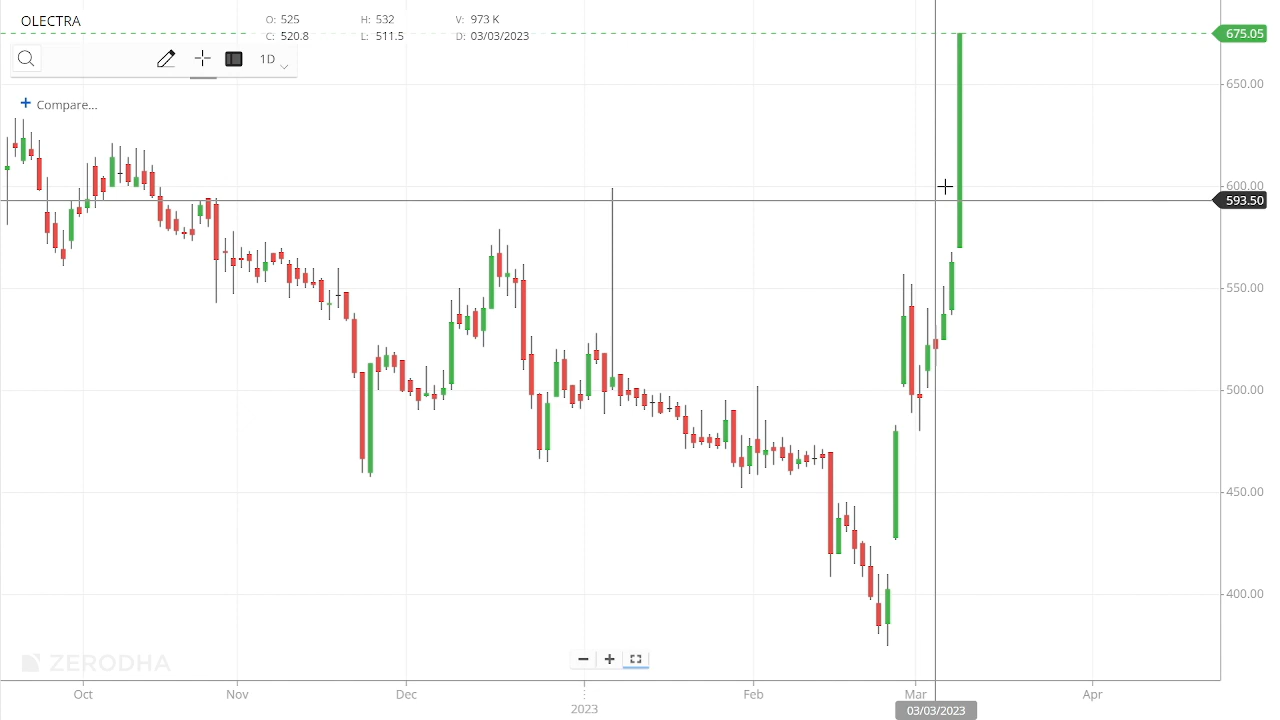 OLECTRA
O: 525 H: 532 V: 973 K
C: 520.8 L: 511.5 D: 03/03/2023
1D
Compare...
675.05
650.00
600.00
593.50
550.00
500.00
450.00
400.00
ZERODHA
Oct Nov Dec Feb Mar Apr
2023
03/03/2023